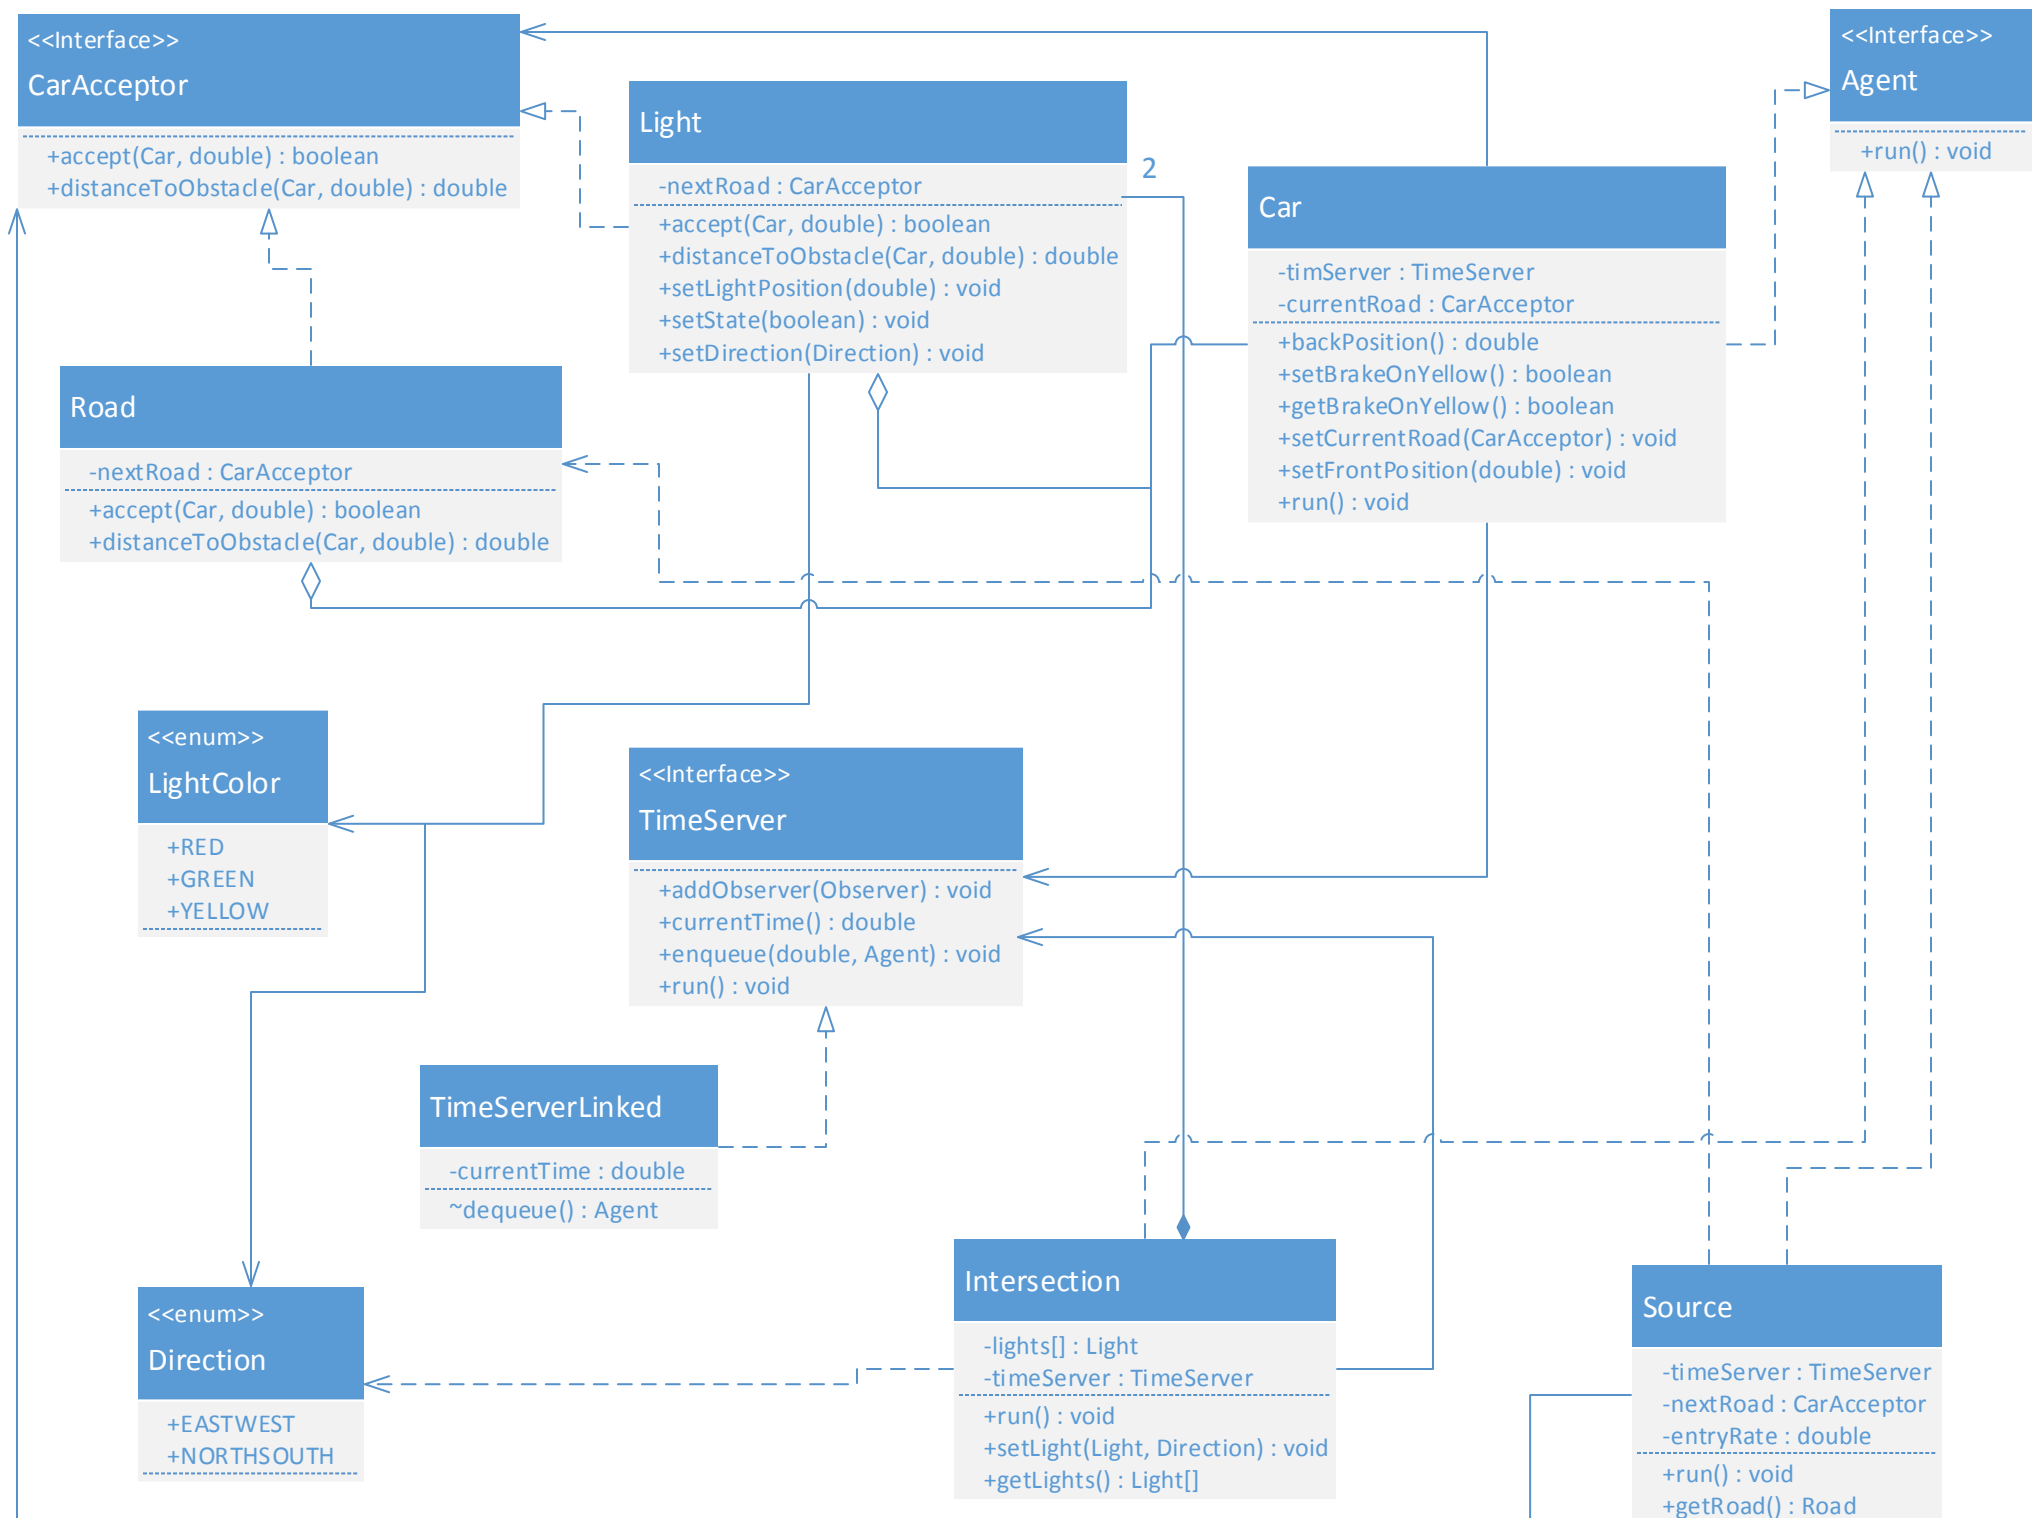 <<Interface>>
CarAcceptor
+accept(Car, double) : boolean
+distanceToObstacle(Car, double) : double
Light
-nextRoad : CarAcceptor
+accept(Car, double) : boolean
+distanceToObstacle(Car, double) : double
+setLightPosition(double) : void
+setState(boolean) : void
+setDirection(Direction) : void
2
Car
-timServer : TimeServer
-currentRoad : CarAcceptor
+backPosition() : double
+setBrakeOnYellow() : boolean
+getBrakeOnYellow() : boolean
+setCurrentRoad(CarAcceptor) : void
+setFrontPosition(double) : void
+run() : void
<<Interface>>
Agent
+run() : void
Road
-nextRoad : CarAcceptor
+accept(Car, double) : boolean
+distanceToObstacle(Car, double) : double
<<enum>>
LightColor
+RED
+GREEN
+YELLOW
<<Interface>>
TimeServer
+addObserver(Observer) : void
+currentTime() : double
+enqueue(double, Agent) : void
+run() : void
TimeServerLinked
-currentTime : double
~dequeue() : Agent
<<enum>>
Direction
+EASTWEST
+NORTHSOUTH
Intersection
-lights[] : Light
-timeServer : TimeServer
+run() : void
+setLight(Light, Direction) : void
+getLights() : Light[]
Source
-timeServer : TimeServer
-nextRoad : CarAcceptor
-entryRate : double
+run() : void
+getRoad() : Road